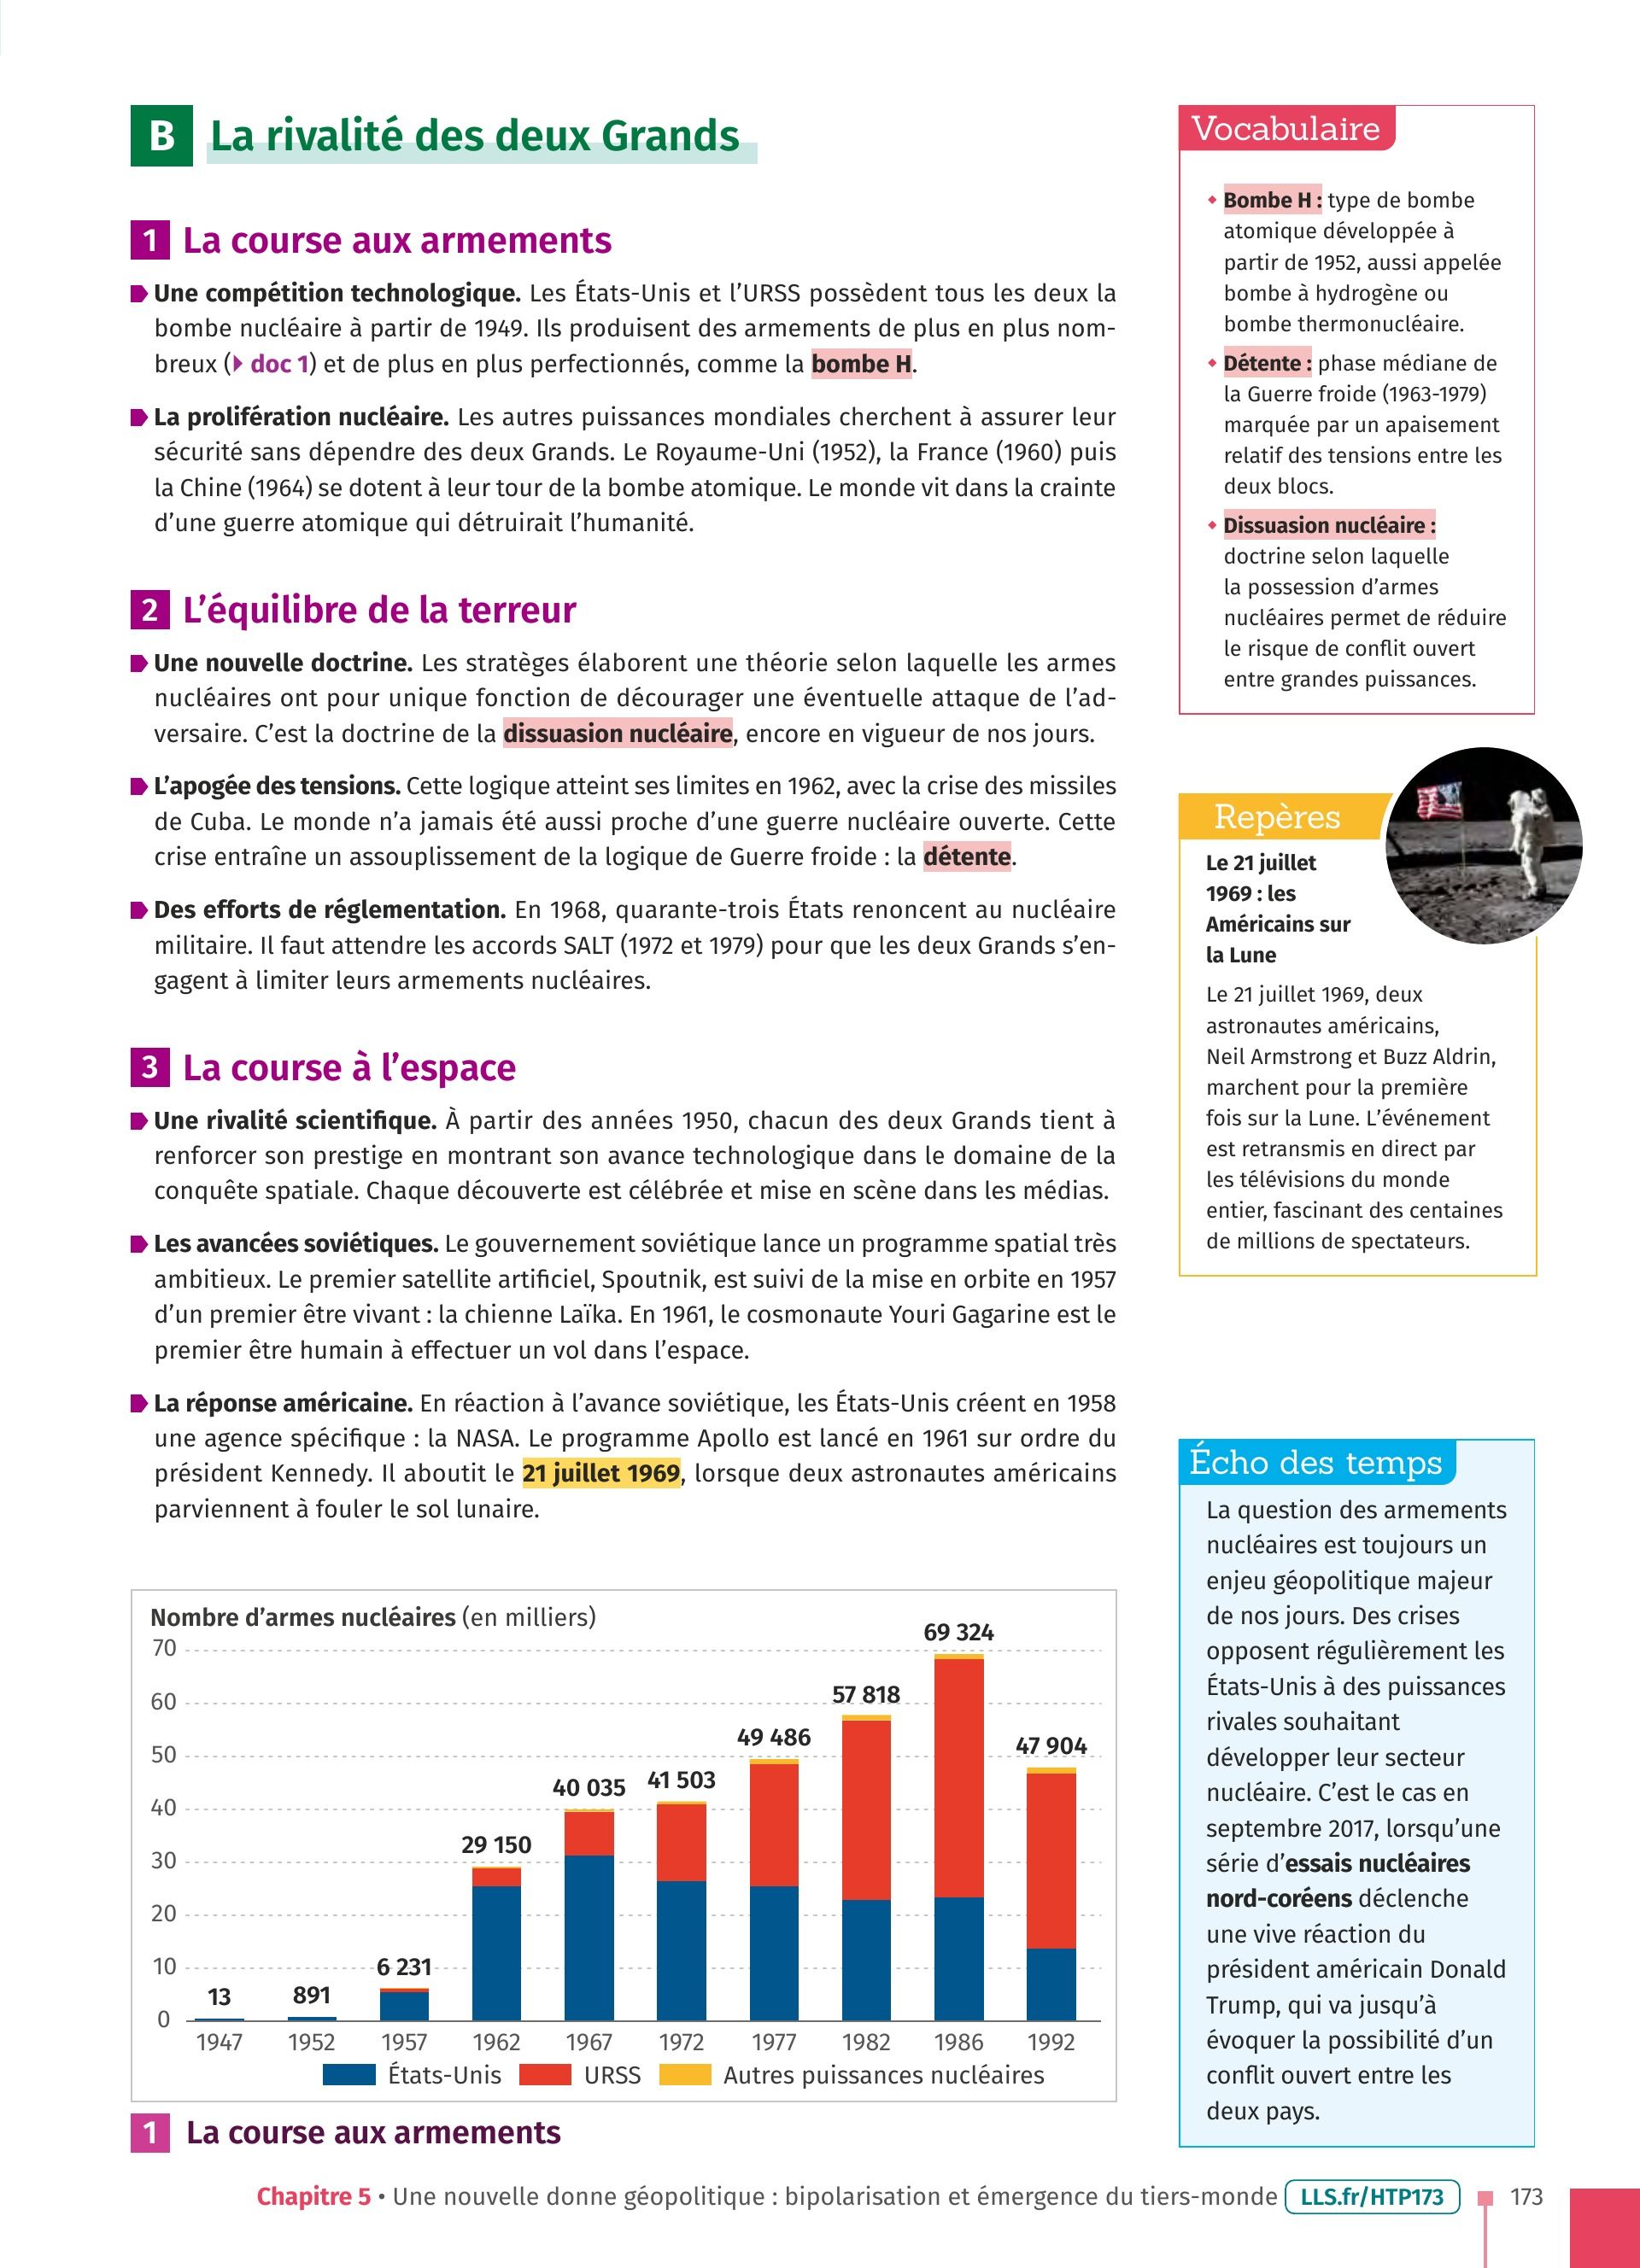 B La rivalité des deux Grands
1 La course aux armements
Une compétition technologique. Les États-Unis et l’URSS possèdent tous les deux la
bombe nucléaire à partir de 1949. Ils produisent des armements de plus en plus nom-
breux (doc 1) et de plus en plus perfectionnés, comme la bombe H.
La prolifération nucléaire. Les autres puissances mondiales cherchent à assurer leur
sécurité sans dépendre des deux Grands. Le Royaume-Uni (1952), la France (1960) puis
la Chine (1964) se dotent à leur tour de la bombe atomique. Le monde vit dans la crainte
d’une guerre atomique qui détruirait l’humanité.
2 L’équilibre de la terreur
Une nouvelle doctrine. Les stratèges élaborent une théorie selon laquelle les armes
nucléaires ont pour unique fonction de décourager une éventuelle attaque de l’ad-
versaire. C’est la doctrine de la dissuasion nucléaire, encore en vigueur de nos jours.
L’apogée des tensions. Cette logique atteint ses limites en 1962, avec la crise des missiles
de Cuba. Le monde n’a jamais été aussi proche d’une guerre nucléaire ouverte. Cette
crise entraîne un assouplissement de la logique de Guerre froide : la détente.
Des efforts de réglementation. En 1968, quarante-trois États renoncent au nucléaire
militaire. Il faut attendre les accords SALT (1972 et 1979) pour que les deux Grands s’en-
gagent à limiter leurs armements nucléaires.
3 La course à l’espace
Une rivalité scientifique. À partir des années 1950, chacun des deux Grands tient à
renforcer son prestige en montrant son avance technologique dans le domaine de la
conquête spatiale. Chaque découverte est célébrée et mise en scène dans les médias.
Les avancées soviétiques. Le gouvernement soviétique lance un programme spatial très
ambitieux. Le premier satellite artificiel, Spoutnik, est suivi de la mise en orbite en 1957
d’un premier être vivant : la chienne Laïka. En 1961, le cosmonaute Youri Gagarine est le
premier être humain à effectuer un vol dans l’espace.
La réponse américaine. En réaction à l’avance soviétique, les États-Unis créent en 1958
une agence spécifique : la NASA. Le programme Apollo est lancé en 1961 sur ordre du
président Kennedy. Il aboutit le 21 juillet 1969, lorsque deux astronautes américains
parviennent à fouler le sol lunaire.
Nombre d’armes nucléaires (en milliers)
70
60
50
40
30
20
10
0
13
891
6 231
29 150
40 035
41 503
49 486
57 818
69 324
47 904
1947 1952 1957 1962 1967 1972 1977 1982 1986 1992
États-Unis URSS Autres puissances nucléaires
1 La course aux armements
Vocabulaire
Bombe H : type de bombe
atomique développée à
partir de 1952, aussi appelée
bombe à hydrogène ou
bombe thermonucléaire.
Détente : phase médiane de
la Guerre froide (1963-1979)
marquée par un apaisement
relatif des tensions entre les
deux blocs.
Dissuasion nucléaire :
doctrine selon laquelle
la possession d’armes
nucléaires permet de réduire
le risque de conflit ouvert
entre grandes puissances.
Repères
Le 21 juillet
1969 : les
Américains sur
la Lune
Le 21 juillet 1969, deux
astronautes américains,
Neil Armstrong et Buzz Aldrin,
marchent pour la première
fois sur la Lune. L’événement
est retransmis en direct par
les télévisions du monde
entier, fascinant des centaines
de millions de spectateurs.
Écho des temps
La question des armements
nucléaires est toujours un
enjeu géopolitique majeur
de nos jours. Des crises
opposent régulièrement les
États-Unis à des puissances
rivales souhaitant
développer leur secteur
nucléaire. C’est le cas en
septembre 2017, lorsqu’une
série d’essais nucléaires
nord-coréens déclenche
une vive réaction du
président américain Donald
Trump, qui va jusqu’à
évoquer la possibilité d’un
conflit ouvert entre les
deux pays.
Chapitre 5 • Une nouvelle donne géopolitique : bipolarisation et émergence du tiers-monde LLS.fr/HTP173 173